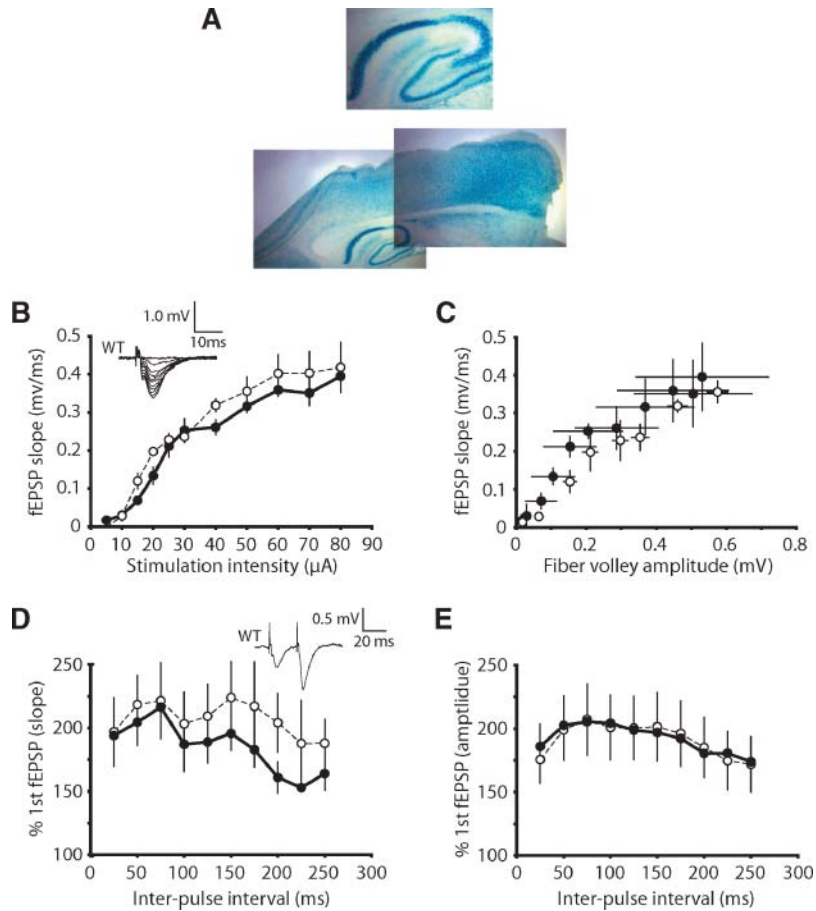 A
B
1.0 mV
10ms
WT
0.5
0.4
0.3
0.2
0.1
0
fEPSP slope (mv/ms)
0 10 20 30 40 50 60 70 80 90
Stimulation intensity (μA)
C
0.5
0.4
0.3
0.2
0.1
0
fEPSP slope (mv/ms)
0 0.2 0.4 0.6 0.8
Fiber volley amplitude (mV)
D
0.5 mV
20 ms
WT
250
200
150
100
% 1st fEPSP (slope)
0 50 100 150 200 250 300
Inter-pulse interval (ms)
E
250
200
150
100
% 1st fEPSP (amptlidue)
0 50 100 150 200 250 300
Inter-pulse interval (ms)